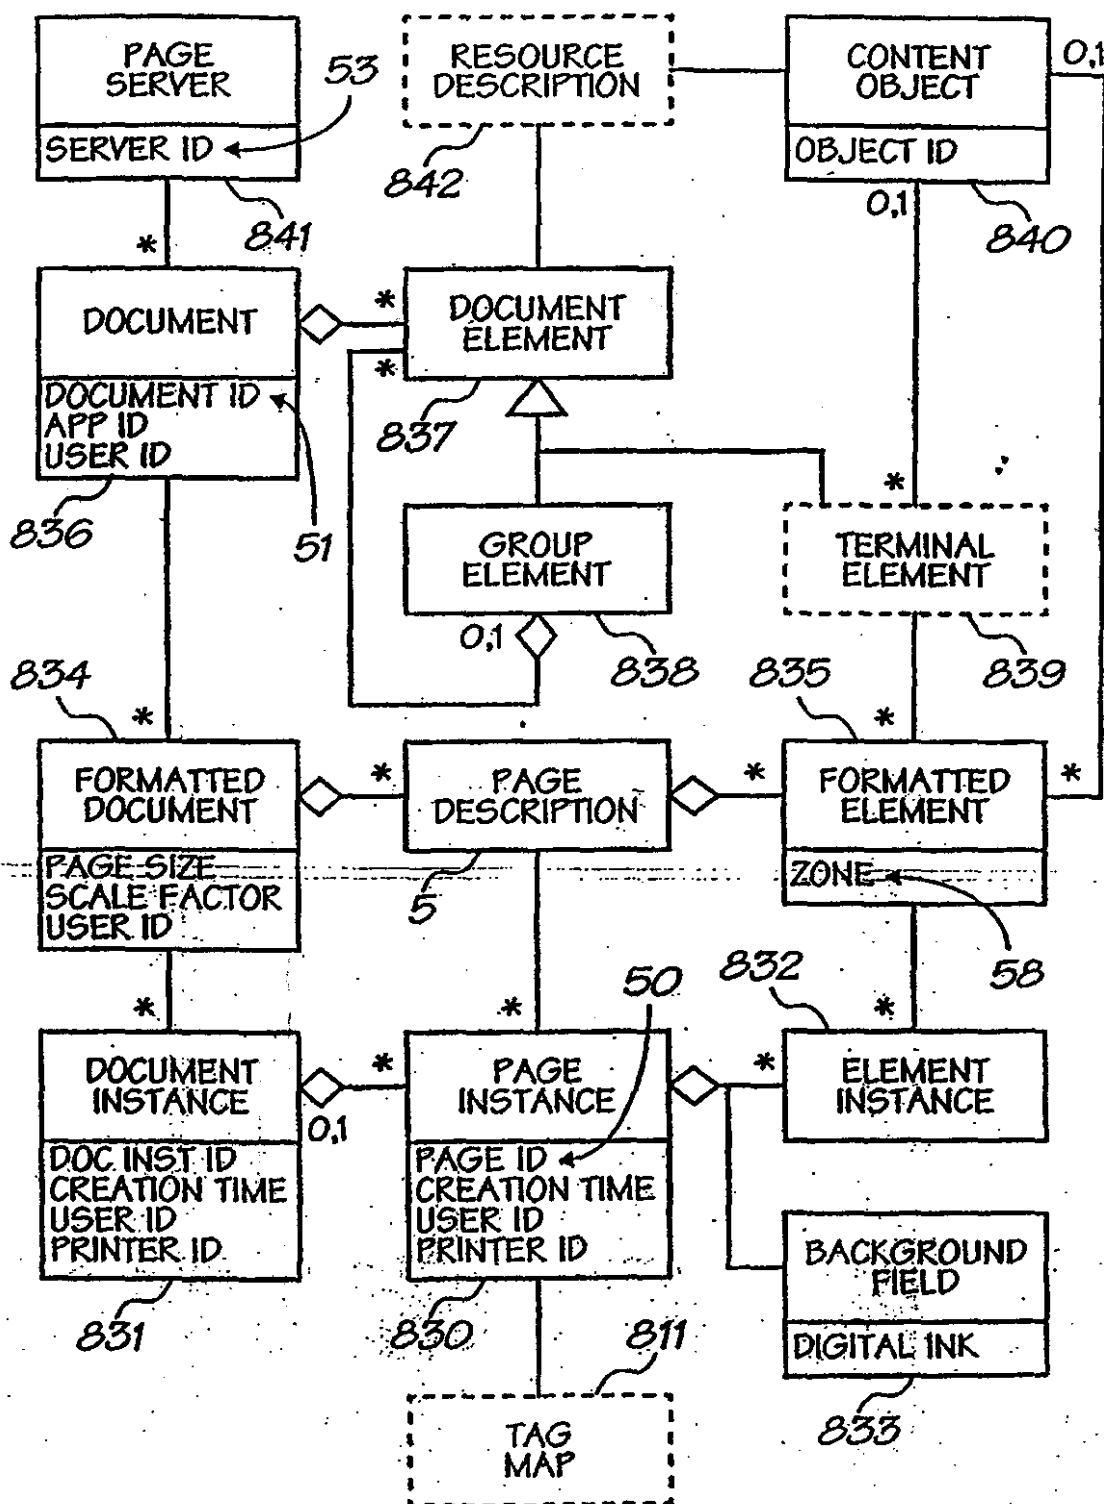 PAGE
SERVER
SERVER ID
53
841
*
RESOURCE
DESCRIPTION
842
CONTENT
OBJECT
0,1
OBJECT ID
0,1
840
DOCUMENT
*
DOCUMENT ID
APP ID
USER ID
836
51
DOCUMENT
ELEMENT
*
837
GROUP
ELEMENT
0,1
838
*
TERMINAL
ELEMENT
839
834
*
FORMATTED
DOCUMENT
*
PAGE SIZE
SCALE FACTOR
USER ID
PAGE
DESCRIPTION
*
5
835
*
FORMATTED
ELEMENT
*
ZONE
58
*
DOCUMENT
INSTANCE
0,1
*
DOC INST ID
CREATION TIME
USER ID
PRINTER ID
831
*
50
PAGE
INSTANCE
*
PAGE ID
CREATION TIME
USER ID
PRINTER ID
830
832
*
ELEMENT
INSTANCE
BACKGROUND
FIELD
DIGITAL INK
833
811
TAG
MAP